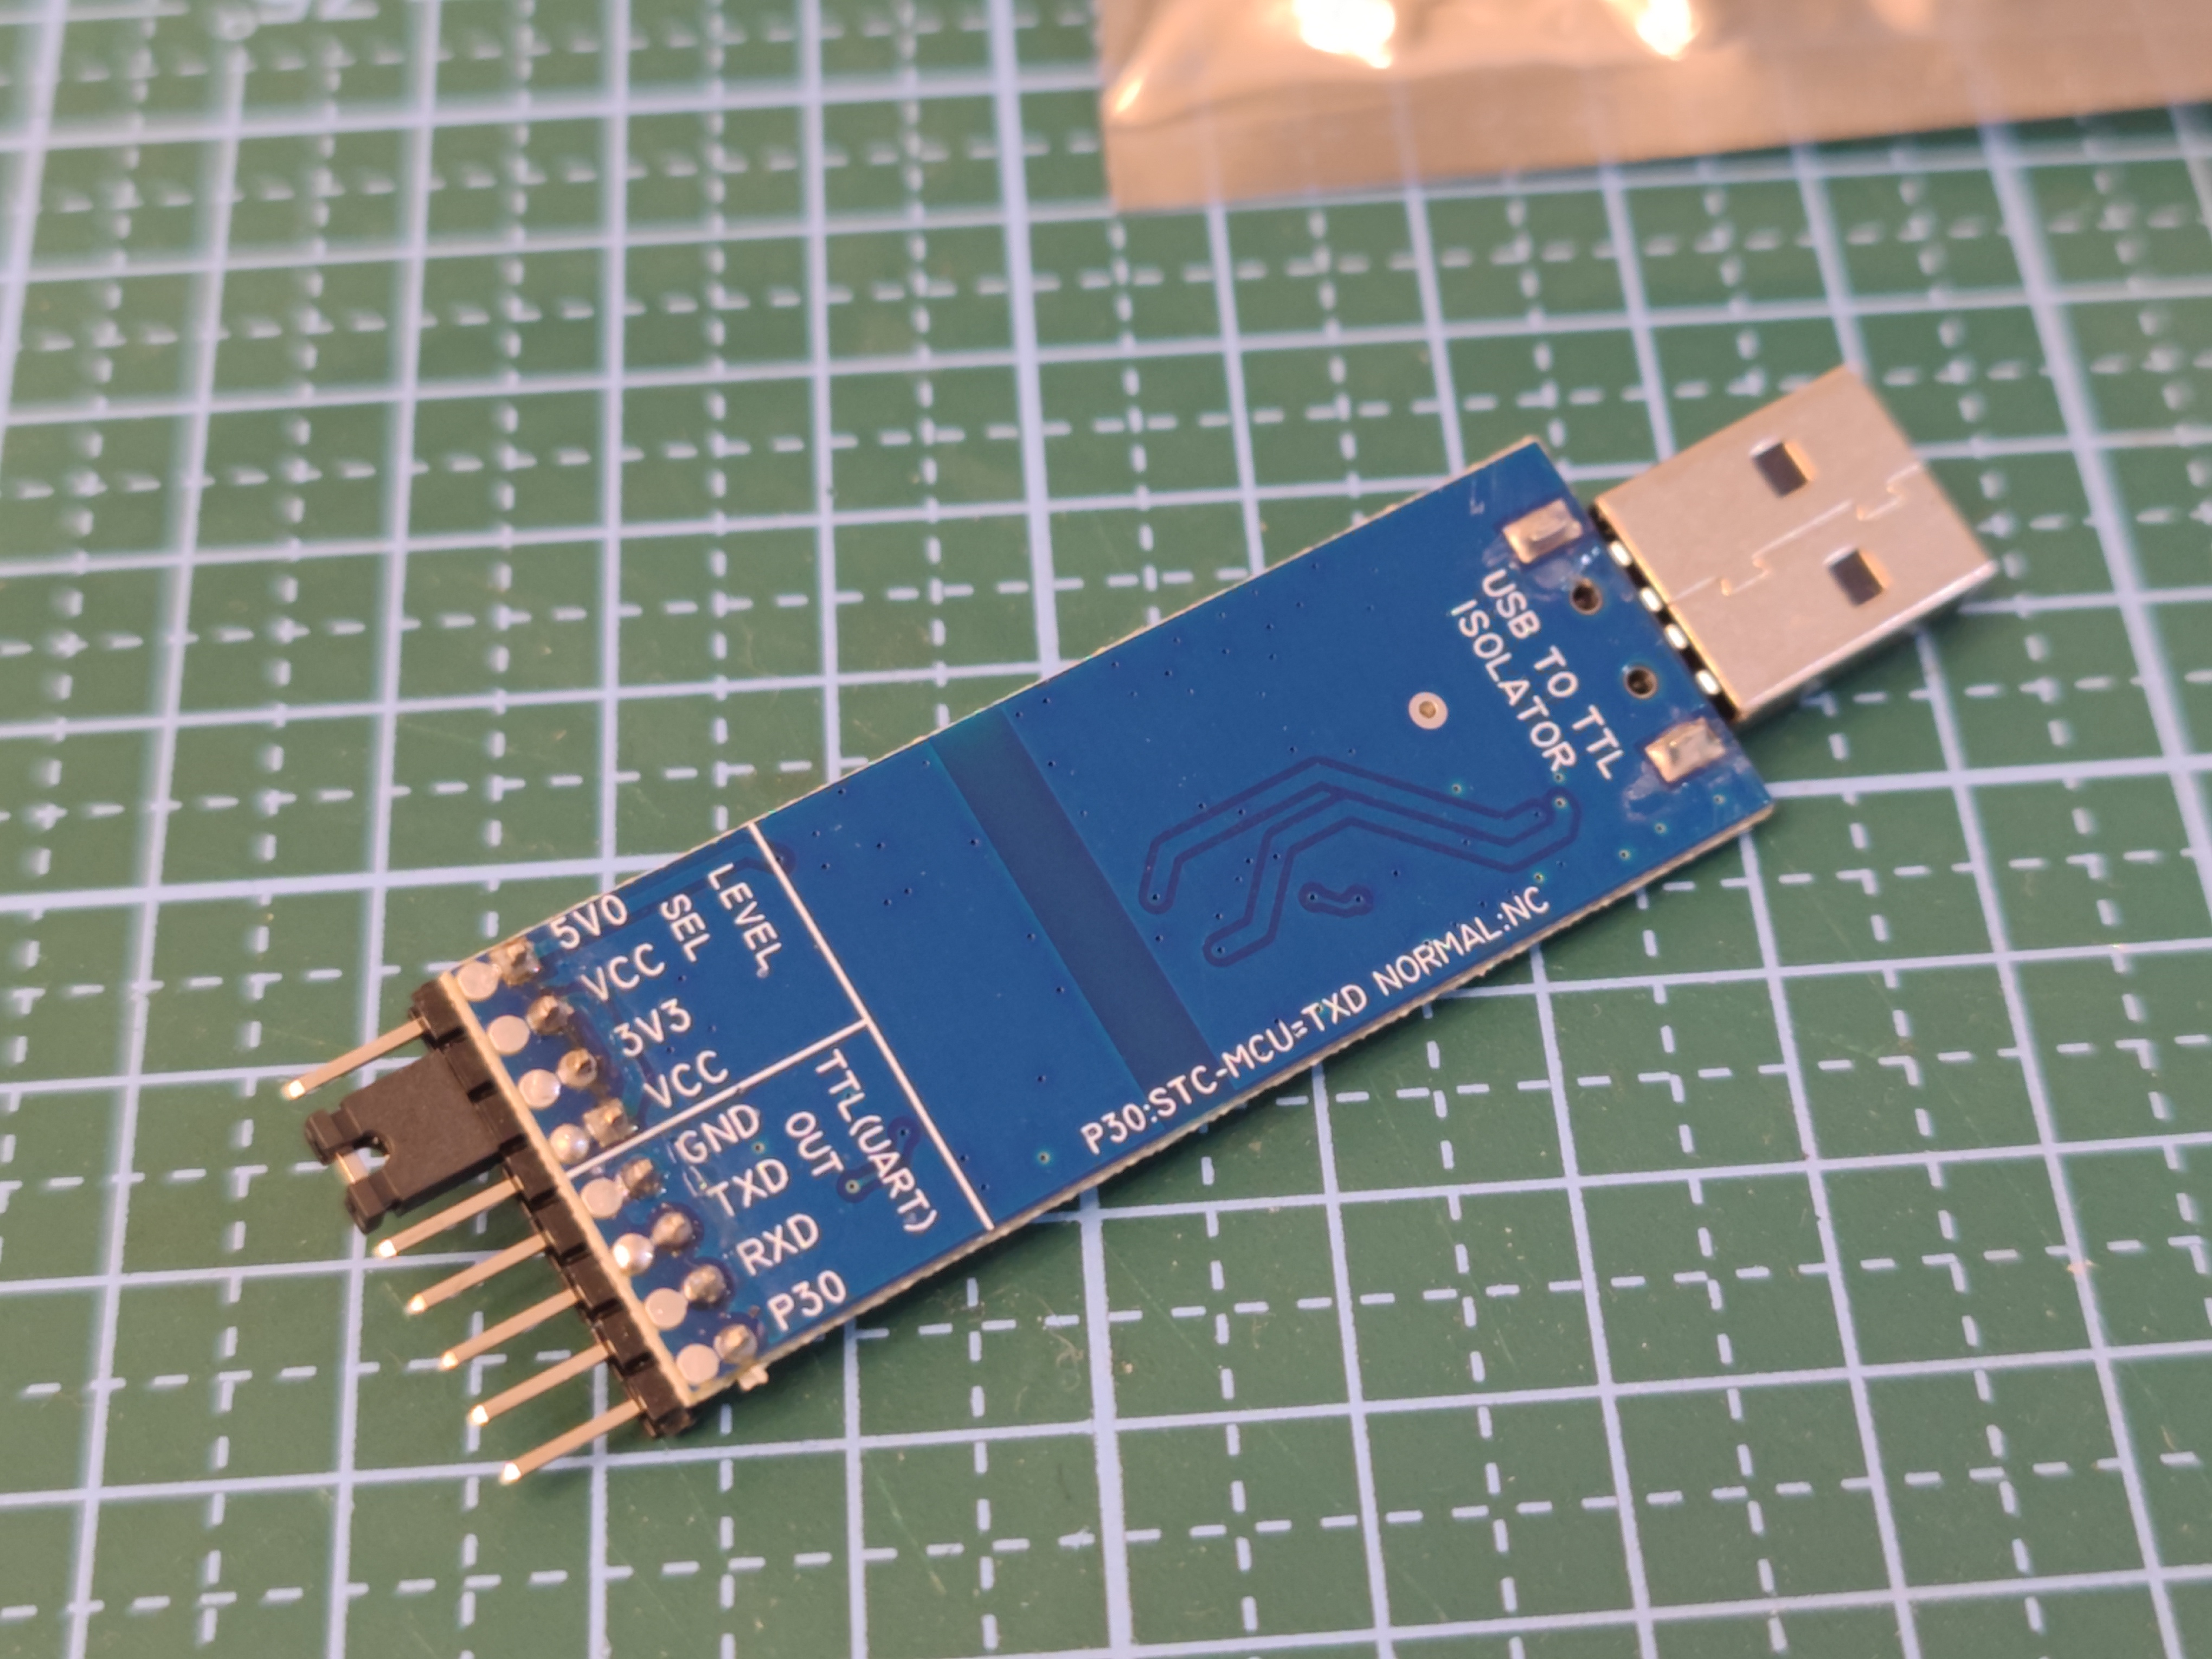 USB TO TTL
ISOLATOR
P30:STC-MCU=TXD NORMAL:NC
LEVEL
SEL
5V0
VCC
3V3
VCC
TTL(UART)
OUT
GND
TXD
RXD
P30